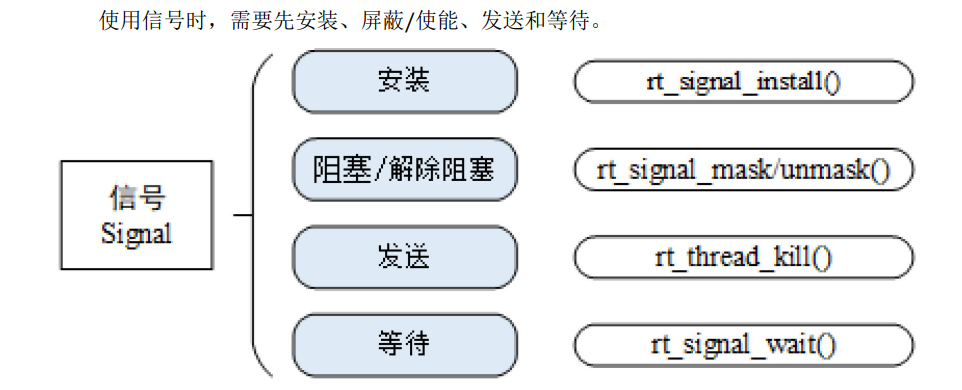 使用信号时，需要先安装、屏蔽/使能、发送和等待。
安装
rt_signal_install()
阻塞/解除阻塞
rt_signal_mask/unmask()
信号
Signal
发送
rt_thread_kill()
等待
rt_signal_wait()